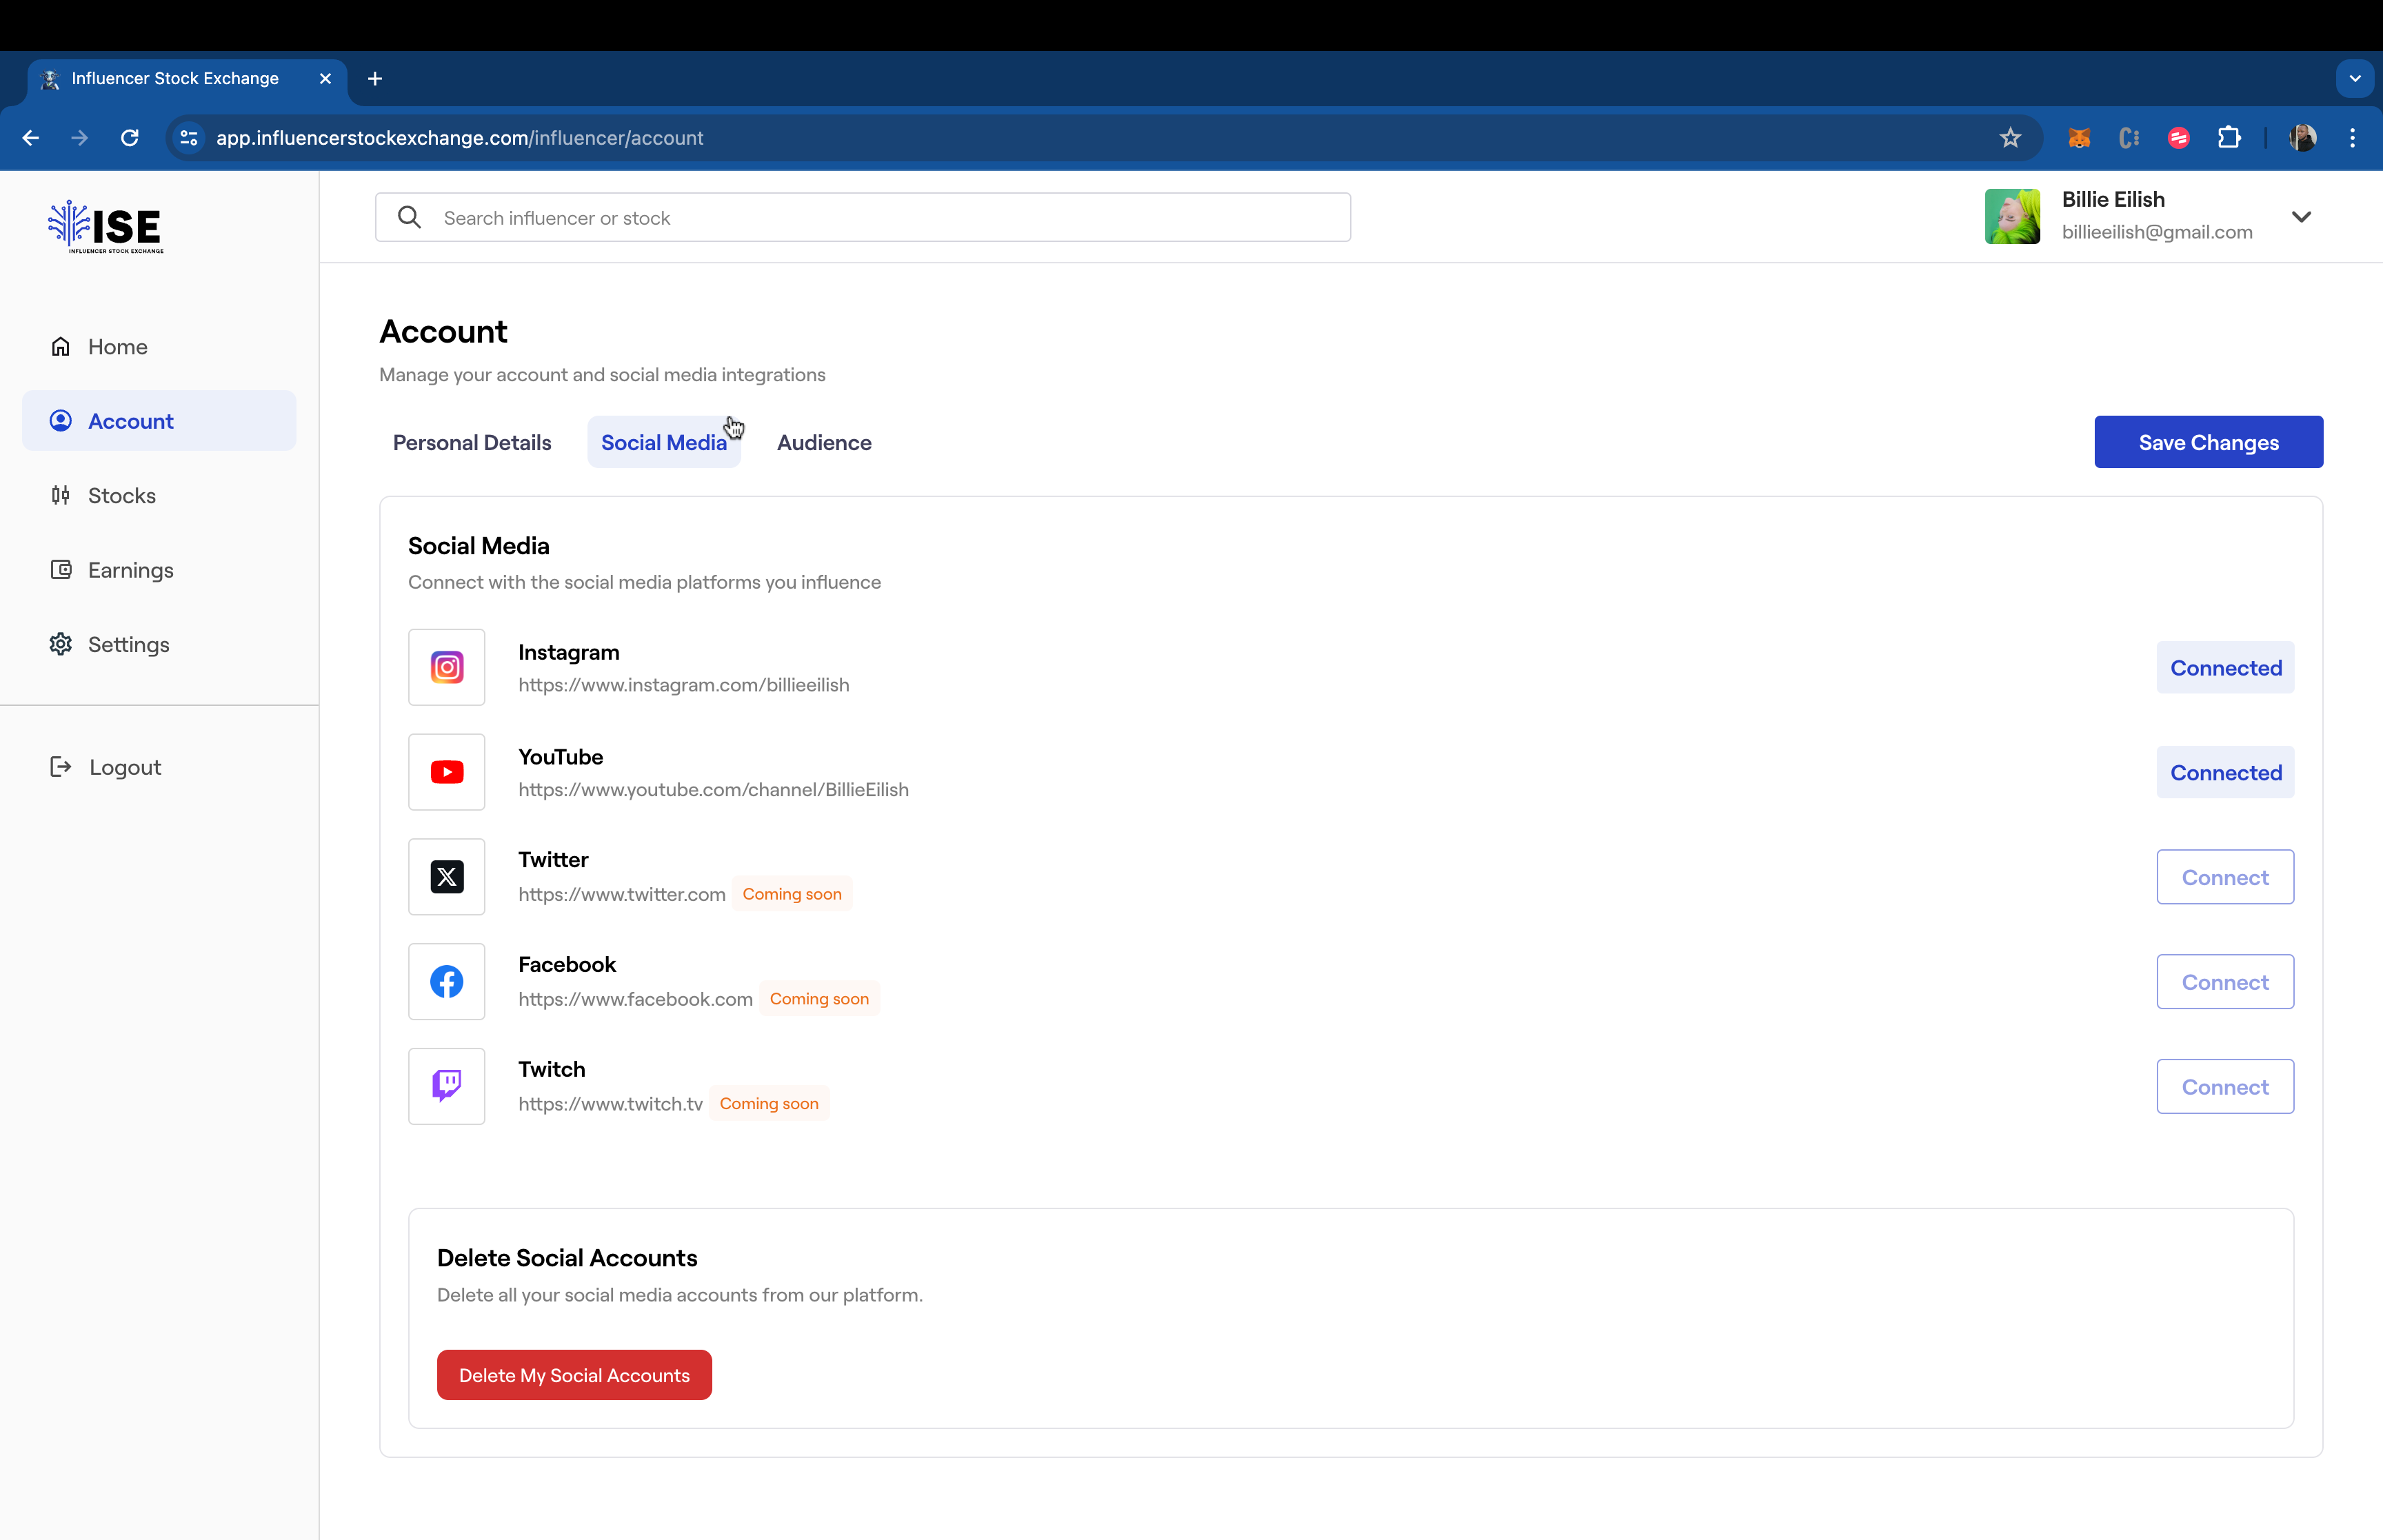 Influencer Stock Exchange
app.influencerstockexchange.com/influencer/account
ISE
INFLUENCER STOCK EXCHANGE
Search influencer or stock
Billie Eilish
billieeilish@gmail.com
Home
Account
Stocks
Earnings
Settings
Logout
Account
Manage your account and social media integrations
Personal Details Social Media Audience
Save Changes
Social Media
Connect with the social media platforms you influence
Instagram
https://www.instagram.com/billieeilish
Connected
YouTube
https://www.youtube.com/channel/BillieEilish
Connected
Twitter
https://www.twitter.com Coming soon
Connect
Facebook
https://www.facebook.com Coming soon
Connect
Twitch
https://www.twitch.tv Coming soon
Connect
Delete Social Accounts
Delete all your social media accounts from our platform.
Delete My Social Accounts